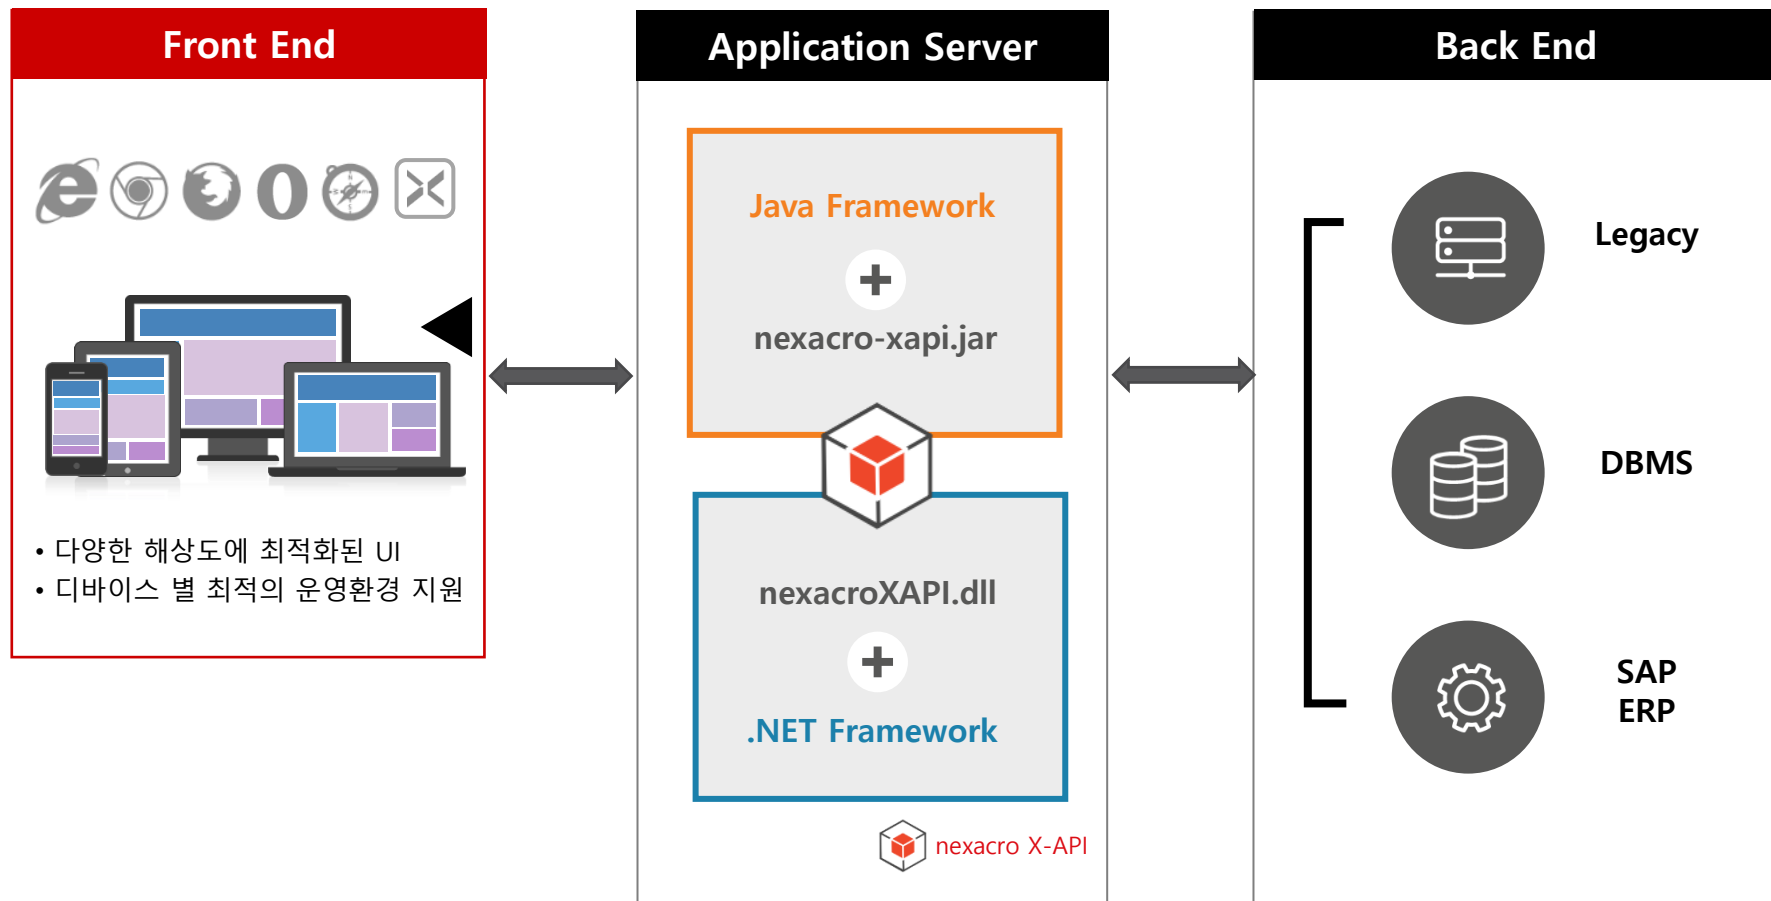 Front End
• 다양한 해상도에 최적화된 UI
• 디바이스 별 최적의 운영환경 지원
Application Server
Java Framework
+
nexacro-xapi.jar
nexacroXAPI.dll
+
.NET Framework
nexacro X-API
Back End
Legacy
DBMS
SAP
ERP